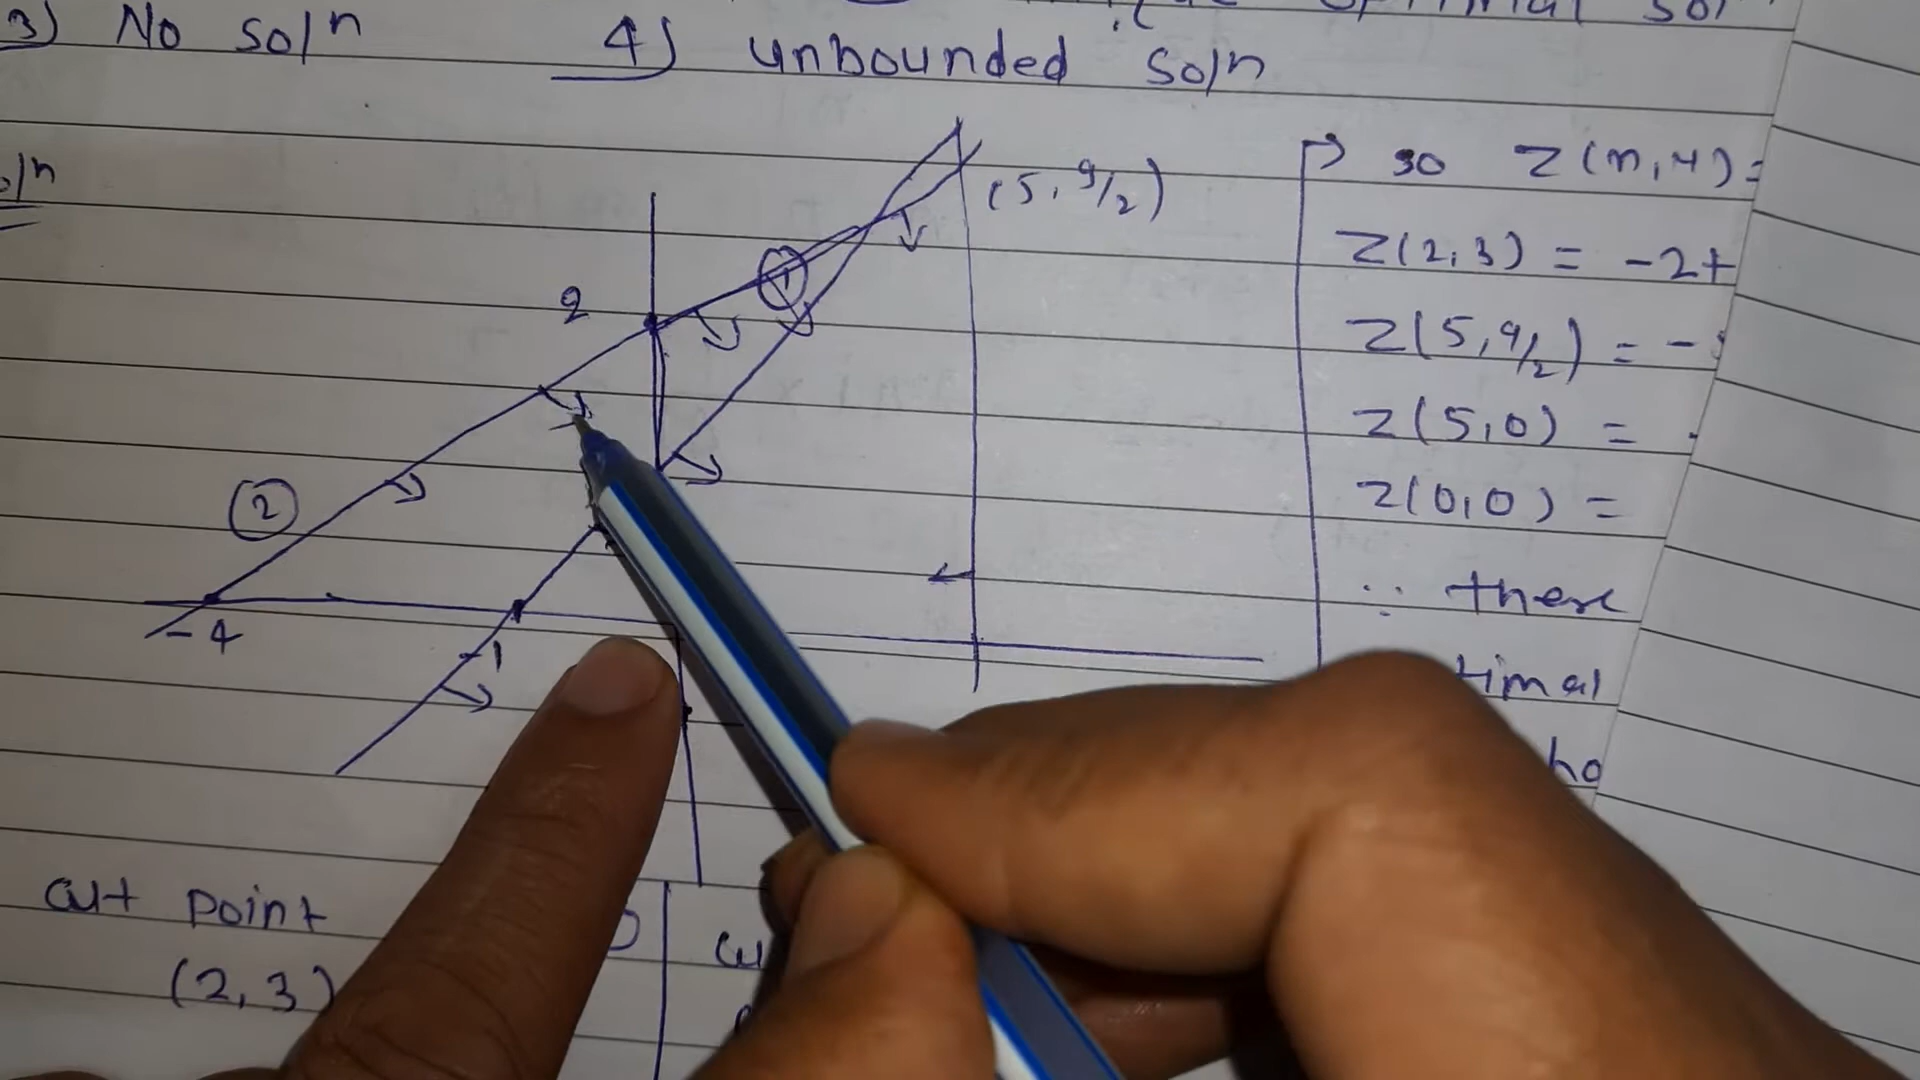 3) No soln 4) unbounded soln
2
(5, 9/2)
①
②
-4
-1
so Z(x,y) =
Z(2,3) = -2+
Z(5,9/2) = -
Z(5,0) =
Z(0,0) =
∵ there
timal
ho
cut point
(2,3)